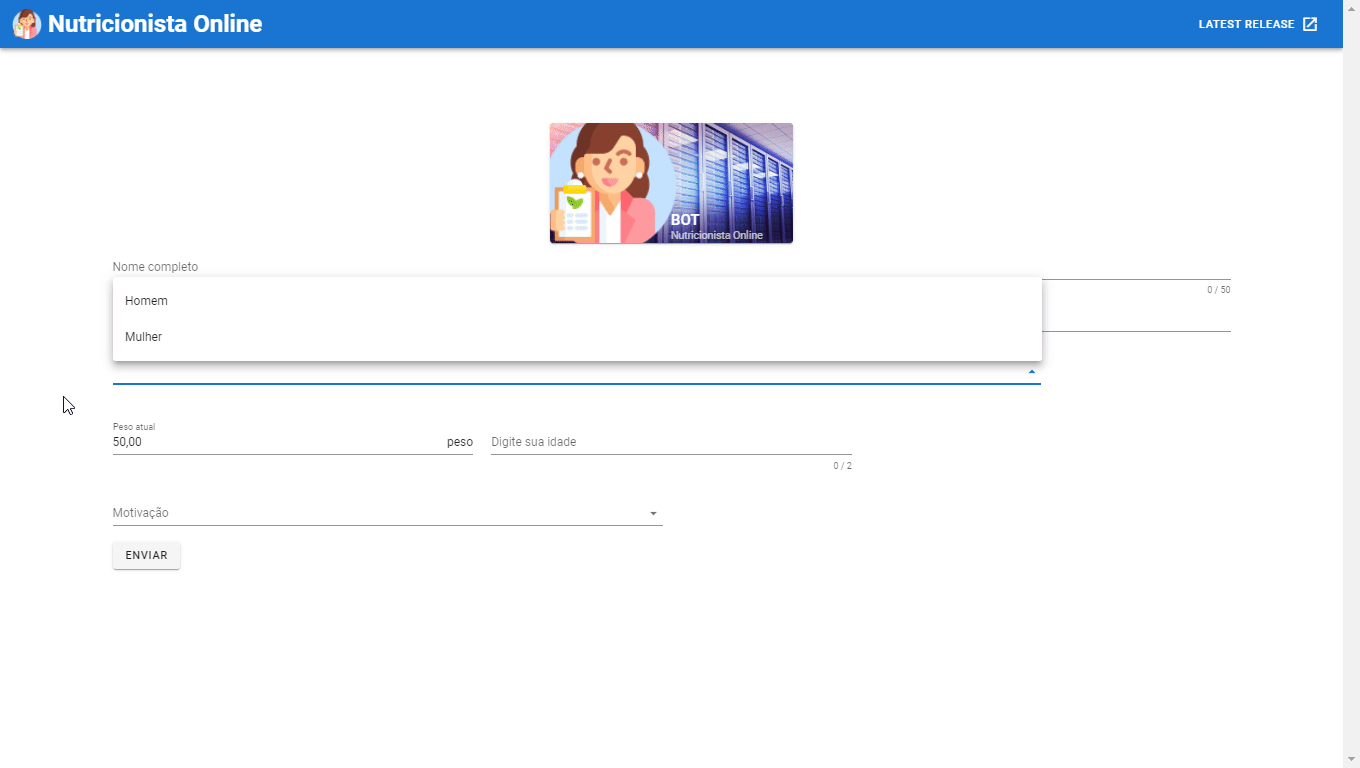 Nutricionista Online
LATEST RELEASE
BOT
Nutricionista Online
Nome completo
0 / 50
Homem
Mulher
Peso atual
50,00 peso
Digite sua idade
0 / 2
Motivação
ENVIAR